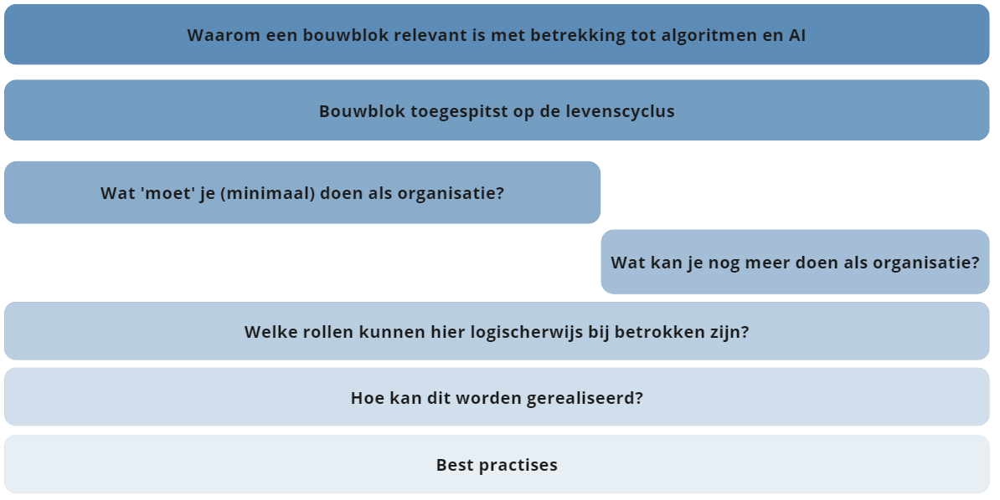 Waarom een bouwblok relevant is met betrekking tot algoritmen en AI
Bouwblok toegespitst op de levenscyclus
Wat 'moet' je (minimaal) doen als organisatie?
Wat kan je nog meer doen als organisatie?
Welke rollen kunnen hier logischerwijs bij betrokken zijn?
Hoe kan dit worden gerealiseerd?
Best practises